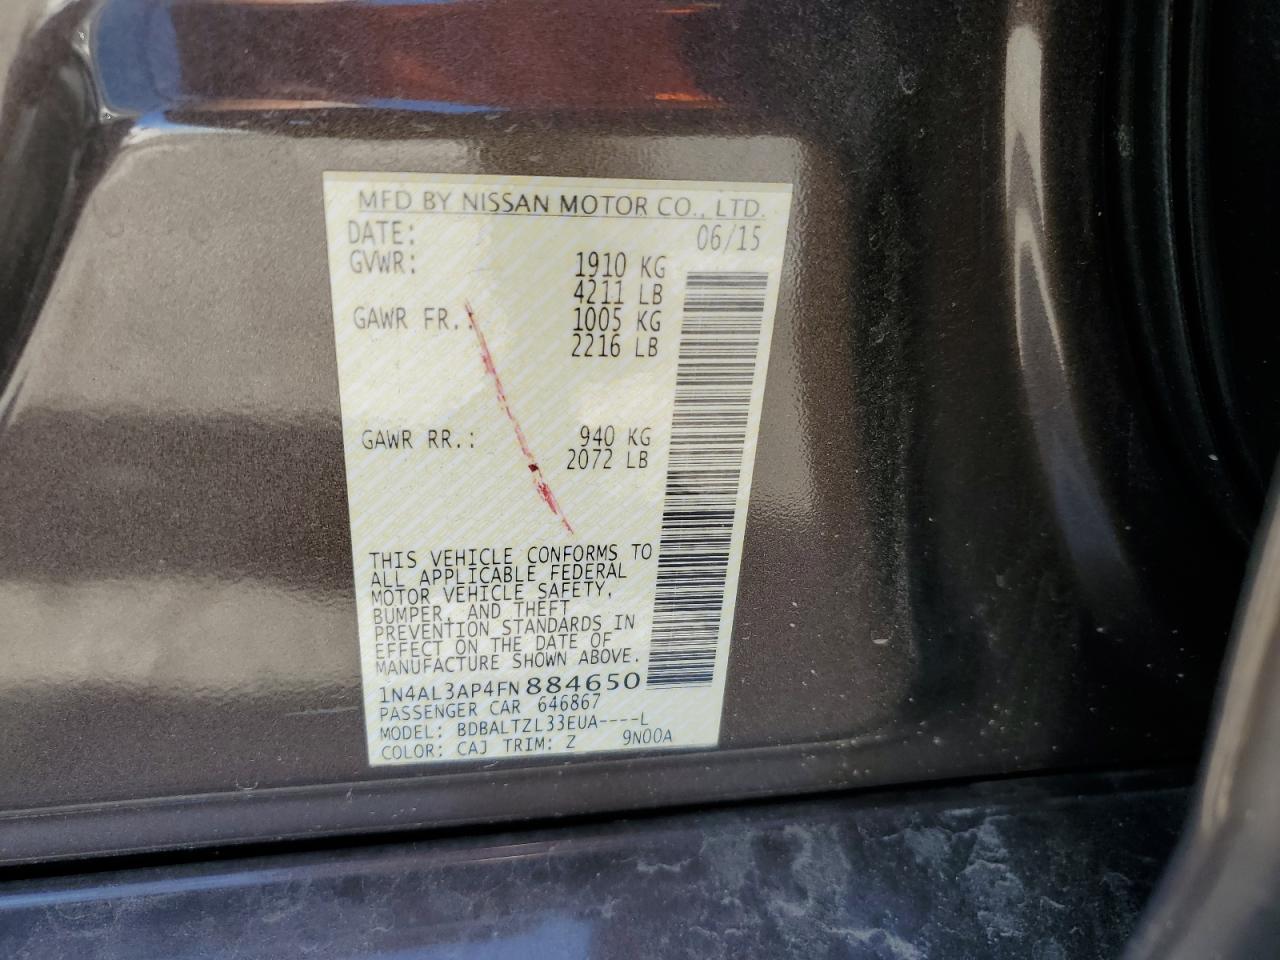 MFD BY NISSAN MOTOR CO., LTD.
DATE: 06/15
GVWR: 1910 KG
4211 LB
GAWR FR.: 1005 KG
2216 LB
GAWR RR.: 940 KG
2072 LB
THIS VEHICLE CONFORMS TO
ALL APPLICABLE FEDERAL
MOTOR VEHICLE SAFETY,
BUMPER, AND THEFT
PREVENTION STANDARDS IN
EFFECT ON THE DATE OF
MANUFACTURE SHOWN ABOVE.
1N4AL3AP4FN884650
PASSENGER CAR 646867
MODEL: BDBALTZL33EUA----L
COLOR: CAJ TRIM: Z 9N00A